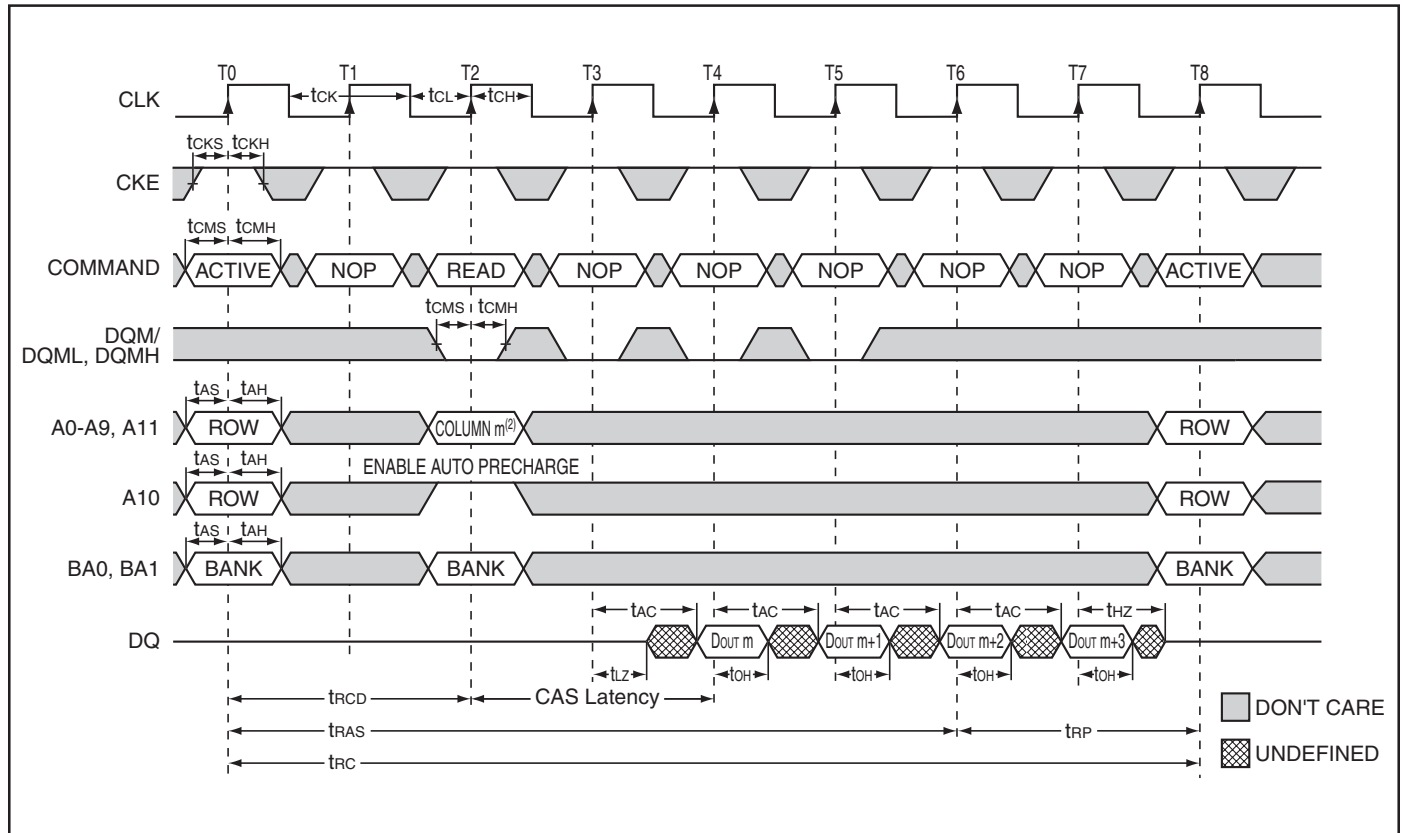 T0 T1 T2 T3 T4 T5 T6 T7 T8
CLK tCK tCL tCH
tCKS tCKH
CKE
tCMS tCMH
COMMAND ACTIVE NOP READ NOP NOP NOP NOP NOP ACTIVE
tCMS tCMH
DQM/
DQML, DQMH
tAS tAH
A0-A9, A11 ROW COLUMN m(2) ROW
tAS tAH ENABLE AUTO PRECHARGE
A10 ROW ROW
tAS tAH
BA0, BA1 BANK BANK BANK
tAC tAC tAC tAC tHZ
DQ DOUT m DOUT m+1 DOUT m+2 DOUT m+3
tLZ tOH tOH tOH tOH
tRCD CAS Latency
DON'T CARE
tRAS tRP
UNDEFINED
tRC